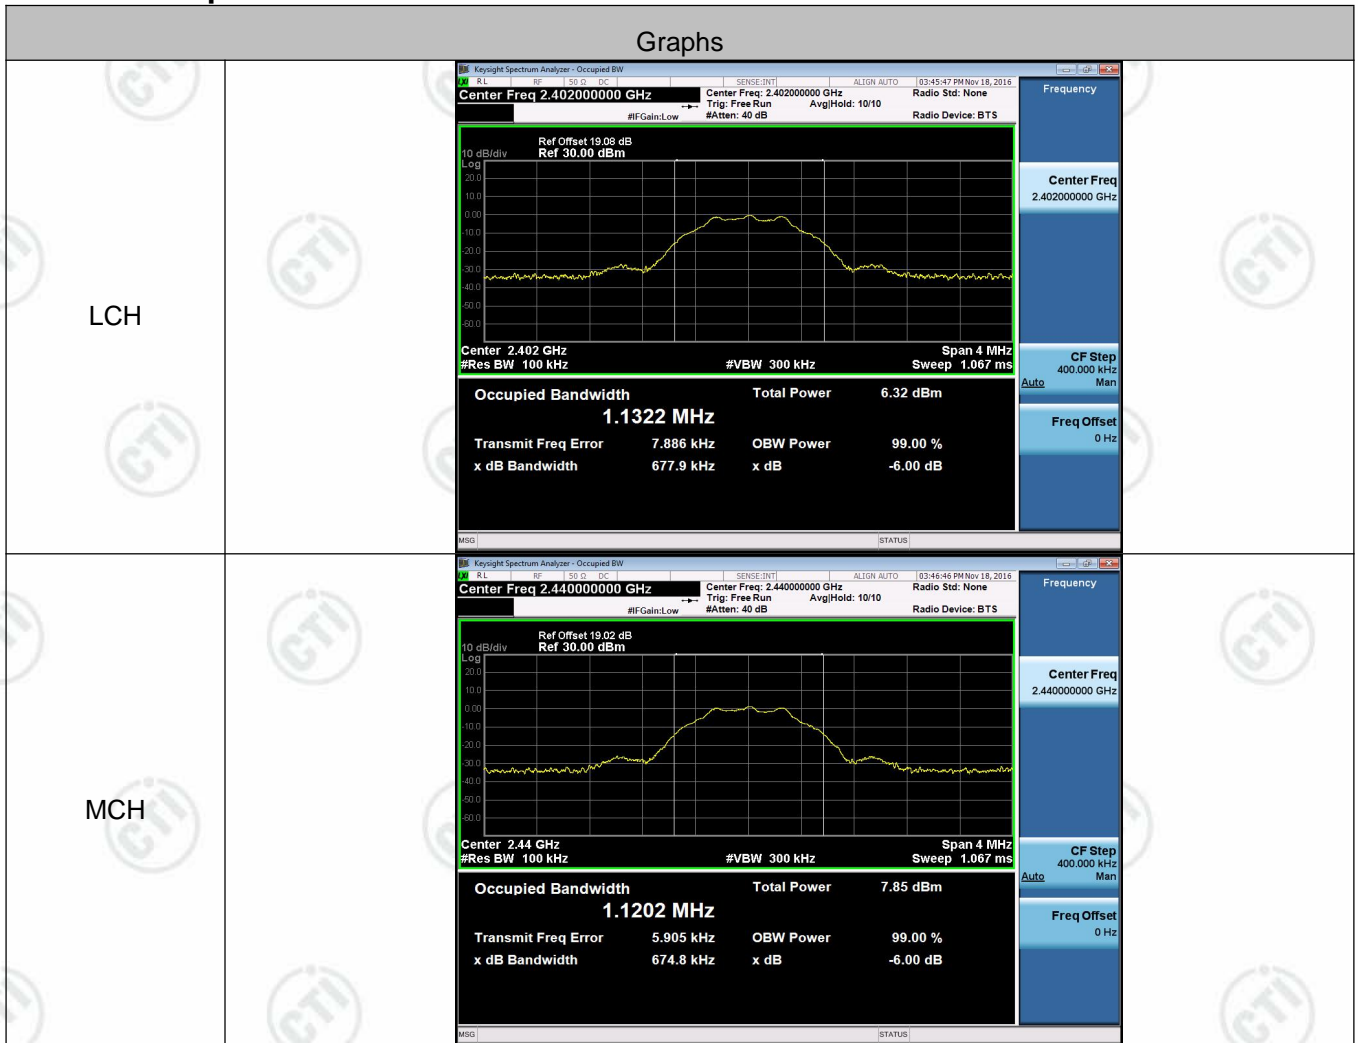 Graphs
LCH
Keysight Spectrum Analyzer - Occupied BW
RL RF 50 Ω DC SENSE:INT ALIGN AUTO 03:45:47 PM Nov 18, 2016
Center Freq 2.402000000 GHz
Center Freq: 2.402000000 GHz Radio Std: None
Trig: Free Run Avg|Hold: 10/10
#IFGain:Low #Atten: 40 dB Radio Device: BTS
Frequency
Ref Offset 19.08 dB
10 dB/div Ref 30.00 dBm
Log
20.0
10.0
0.00
-10.0
-20.0
-30.0
-40.0
-50.0
-60.0
Center 2.402 GHz Span 4 MHz
#Res BW 100 kHz #VBW 300 kHz Sweep 1.067 ms
Occupied Bandwidth Total Power 6.32 dBm
1.1322 MHz
Transmit Freq Error 7.886 kHz OBW Power 99.00 %
x dB Bandwidth 677.9 kHz x dB -6.00 dB
Center Freq
2.402000000 GHz
CF Step
400.000 kHz
Auto Man
Freq Offset
0 Hz
MSG STATUS
MCH
Keysight Spectrum Analyzer - Occupied BW
RL RF 50 Ω DC SENSE:INT ALIGN AUTO 03:46:46 PM Nov 18, 2016
Center Freq 2.440000000 GHz
Center Freq: 2.440000000 GHz Radio Std: None
Trig: Free Run Avg|Hold: 10/10
#IFGain:Low #Atten: 40 dB Radio Device: BTS
Frequency
Ref Offset 19.02 dB
10 dB/div Ref 30.00 dBm
Log
20.0
10.0
0.00
-10.0
-20.0
-30.0
-40.0
-50.0
-60.0
Center 2.44 GHz Span 4 MHz
#Res BW 100 kHz #VBW 300 kHz Sweep 1.067 ms
Occupied Bandwidth Total Power 7.85 dBm
1.1202 MHz
Transmit Freq Error 5.905 kHz OBW Power 99.00 %
x dB Bandwidth 674.8 kHz x dB -6.00 dB
Center Freq
2.440000000 GHz
CF Step
400.000 kHz
Auto Man
Freq Offset
0 Hz
MSG STATUS